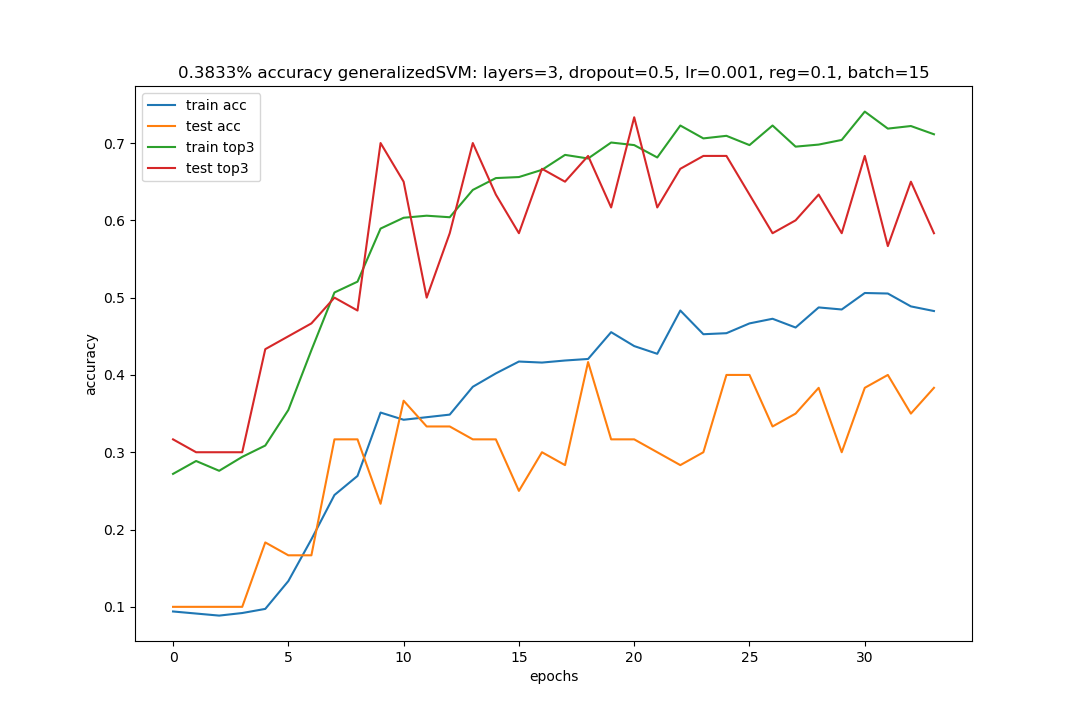 0.3833% accuracy generalizedSVM: layers=3, dropout=0.5, lr=0.001, reg=0.1, batch=15
train acc
test acc
train top3
test top3
0.7
0.6
0.5
0.4
0.3
0.2
0.1
accuracy
0 5 10 15 20 25 30
epochs